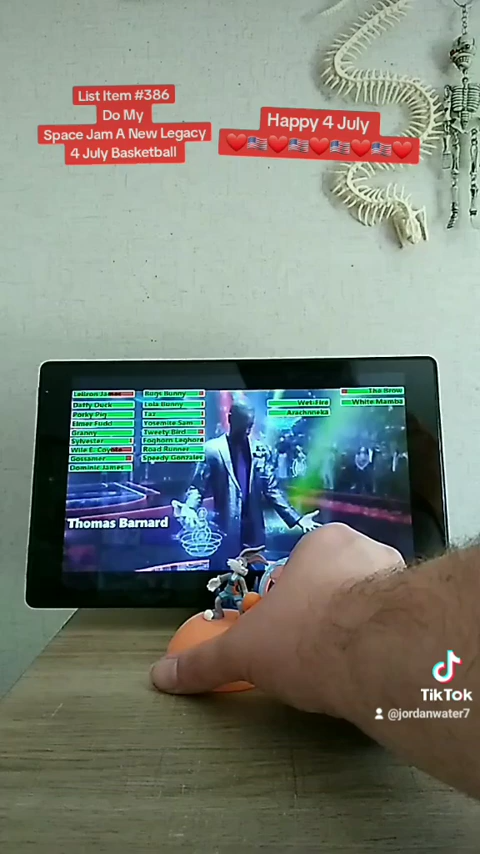 List Item #386
Do My
Space Jam A New Legacy
4 July Basketball
Happy 4 July
LeBron James
Daffy Duck
Porky Pig
Elmer Fudd
Granny
Sylvester
Wile E. Coyote
Gossamer
Dominic James
Bugs Bunny
Lola Bunny
Taz
Yosemite Sam
Tweety Bird
Foghorn Leghorn
Road Runner
Speedy Gonzales
Wet-Fire
Arachnneka
The Brow
White Mamba
Thomas Barnard
TikTok
@jordanwater7